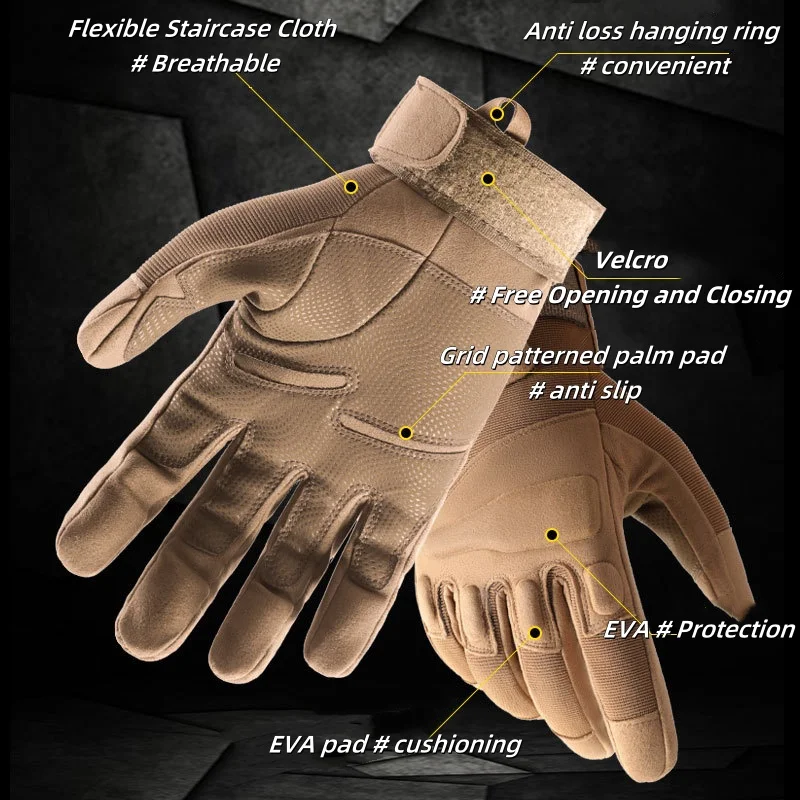 Flexible Staircase Cloth
# Breathable
Anti loss hanging ring
# convenient
Velcro
# Free Opening and Closing
Grid patterned palm pad
# anti slip
EVA # Protection
EVA pad # cushioning